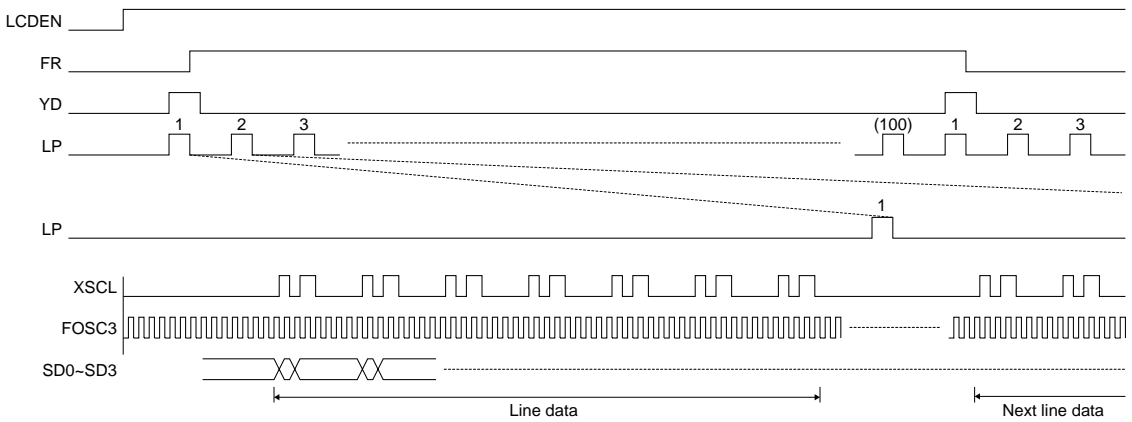 LCDEN
FR
YD
LP 1 2 3 (100) 1 2 3
LP 1
XSCL
FOSC3
SD0~SD3
Line data Next line data